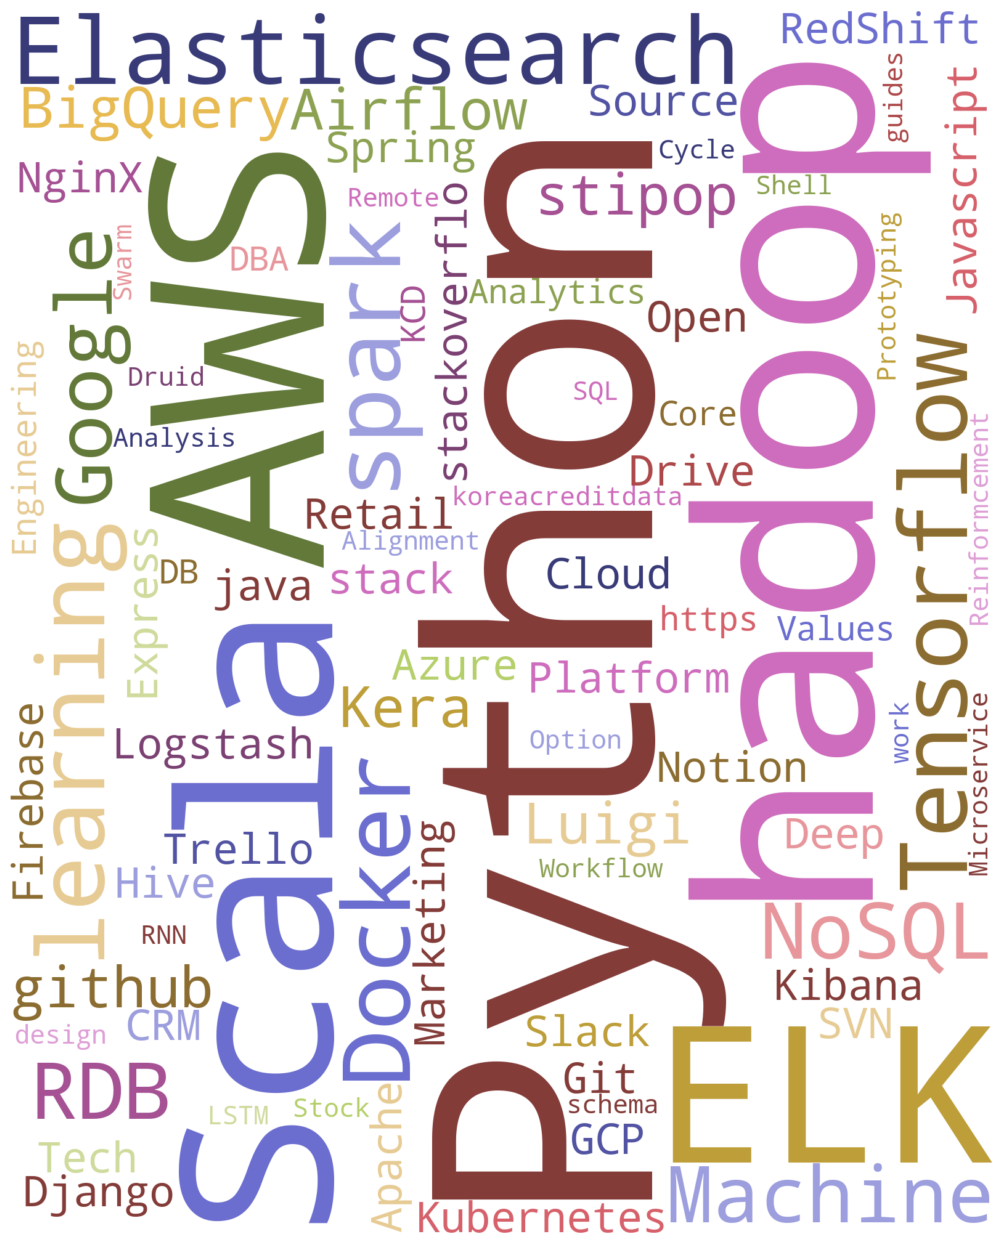 Elasticsearch
RedShift
BigQuery
Airflow
Source
guides
Javascript
Spring
Cycle
NginX
AWS
Remote
stackoverflo
Python
stipop
Shell
hadoop
Swarm
DBA
spark
KCD
Analytics
Open
Prototyping
Google
Druid
SQL
Core
Tensorflow
Engineering
Analysis
Drive
koreacreditdata
Reinformcement
Retail
learning
Express
DB
java
Alignment
stack
Cloud
https
Values
Scala
Azure
Platform
Kera
Firebase
Logstash
Docker
Option
Notion
work
Microservice
Trello
Marketing
Luigi
Deep
Hive
Workflow
RNN
NoSQL
github
Kibana
design
CRM
Slack
SVN
ELK
RDB
LSTM
Stock
Apache
Git
schema
GCP
Tech
Django
Kubernetes
Machine